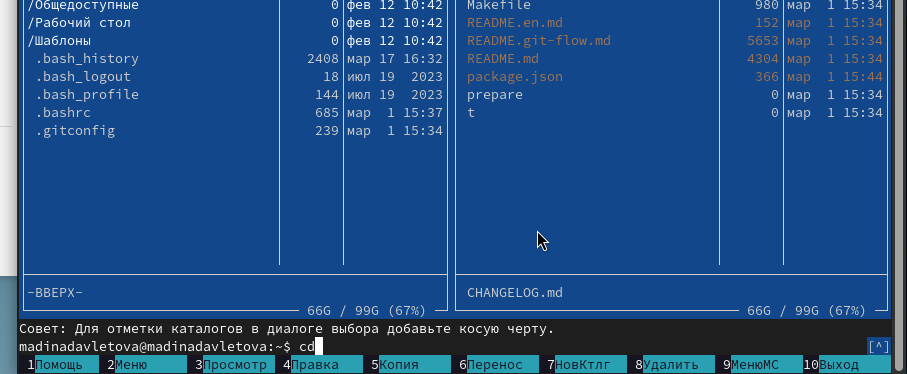 /Общедоступные 0 фев 12 10:42 Makefile 980 мар 1 15:34
/Рабочий стол 0 фев 12 10:42 README.en.md 152 мар 1 15:34
/Шаблоны 0 фев 12 10:42 README.git-flow.md 5653 мар 1 15:34
.bash_history 2408 мар 17 16:32 README.md 4304 мар 1 15:34
.bash_logout 18 июл 19 2023 package.json 366 мар 1 15:44
.bash_profile 144 июл 19 2023 prepare 0 мар 1 15:34
.bashrc 685 мар 1 15:37 t 0 мар 1 15:34
.gitconfig 239 мар 1 15:34
-ВВЕРХ- CHANGELOG.md
66G / 99G (67%) 66G / 99G (67%)
Совет: Для отметки каталогов в диалоге выбора добавьте косую черту.
madinadavletova@madinadavletova:~$ cd [^]
1Помощь 2Меню 3Просмотр 4Правка 5Копия 6Перенос 7НовКтлг 8Удалить 9МенюMC 10Выход